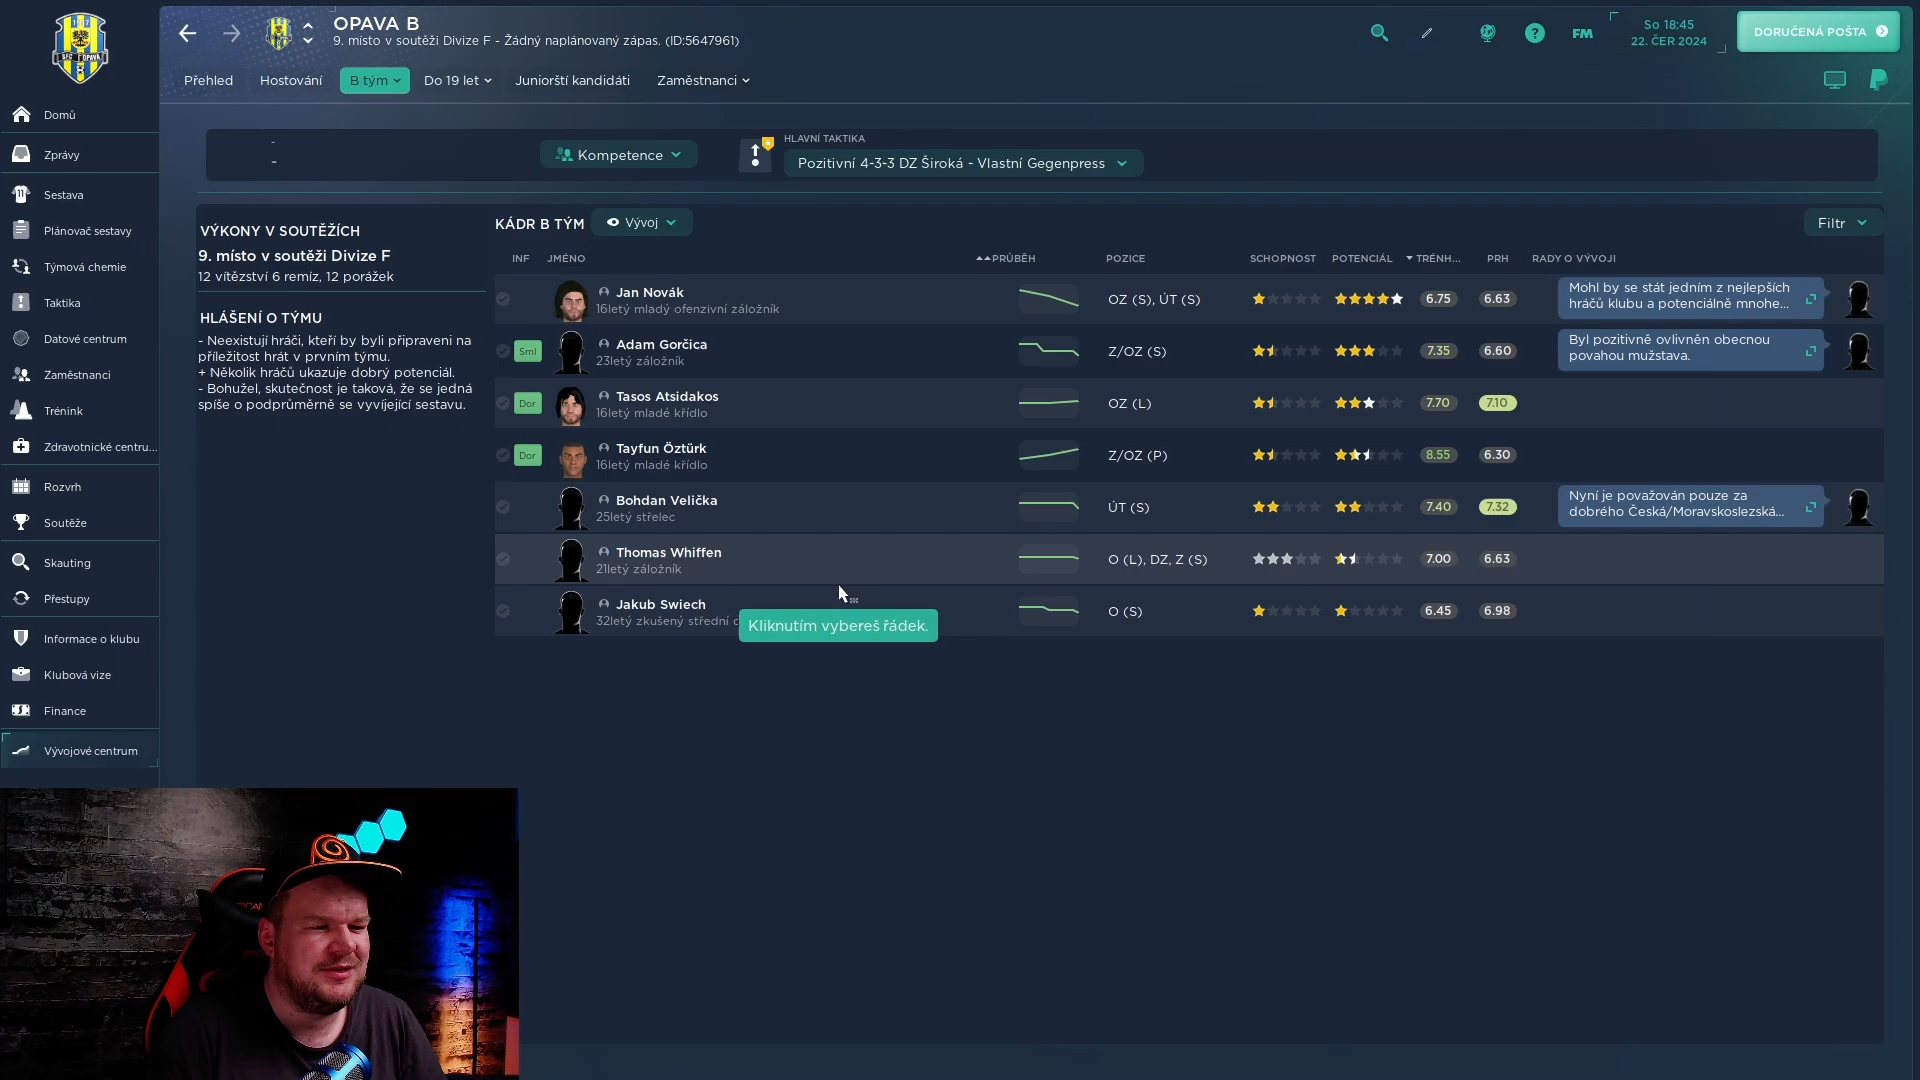 OPAVA B
9. místo v soutěži Divize F - Žádný naplánovaný zápas. (ID:5647961)
So 18:45
22. ČER 2024
DORUČENÁ POŠTA
FM
SFC OPAVA
Přehled
Hostování
B tým
Do 19 let
Juniorští kandidáti
Zaměstnanci
Domů
Zprávy
Sestava
Plánovač sestavy
Týmová chemie
Taktika
Datové centrum
Zaměstnanci
Trénink
Zdravotnické centru...
Rozvrh
Soutěže
Skauting
Přestupy
Informace o klubu
Klubová vize
Finance
Vývojové centrum
-
-
Kompetence
HLAVNÍ TAKTIKA
Pozitivní 4-3-3 DZ Široká - Vlastní Gegenpress
VÝKONY V SOUTĚŽÍCH
9. místo v soutěži Divize F
12 vítězství 6 remíz, 12 porážek
HLÁŠENÍ O TÝMU
- Neexistují hráči, kteří by byli připraveni na
příležitost hrát v prvním týmu.
+ Několik hráčů ukazuje dobrý potenciál.
- Bohužel, skutečnost je taková, že se jedná
spíše o podprůměrně se vyvíjející sestavu.
KÁDR B TÝM
Vývoj
Filtr
INF JMÉNO PRŮBĚH POZICE SCHOPNOST POTENCIÁL TRÉNH... PRH RADY O VÝVOJI
Jan Novák
16letý mladý ofenzivní záložník
OZ (S), ÚT (S) 6.75 6.63
Mohl by se stát jedním z nejlepších
hráčů klubu a potenciálně mnohe...
Sml
Adam Gorčica
23letý záložník
Z/OZ (S) 7.35 6.60
Byl pozitivně ovlivněn obecnou
povahou mužstava.
Dor
Tasos Atsidakos
16letý mladé křídlo
OZ (L) 7.70 7.10
Dor
Tayfun Öztürk
16letý mladé křídlo
Z/OZ (P) 8.55 6.30
Bohdan Velička
25letý střelec
ÚT (S) 7.40 7.32
Nyní je považován pouze za
dobrého Česká/Moravskoslezská...
Thomas Whiffen
21letý záložník
O (L), DZ, Z (S) 7.00 6.63
Jakub Swiech
32letý zkušený střední
O (S) 6.45 6.98
Kliknutím vybereš řádek.